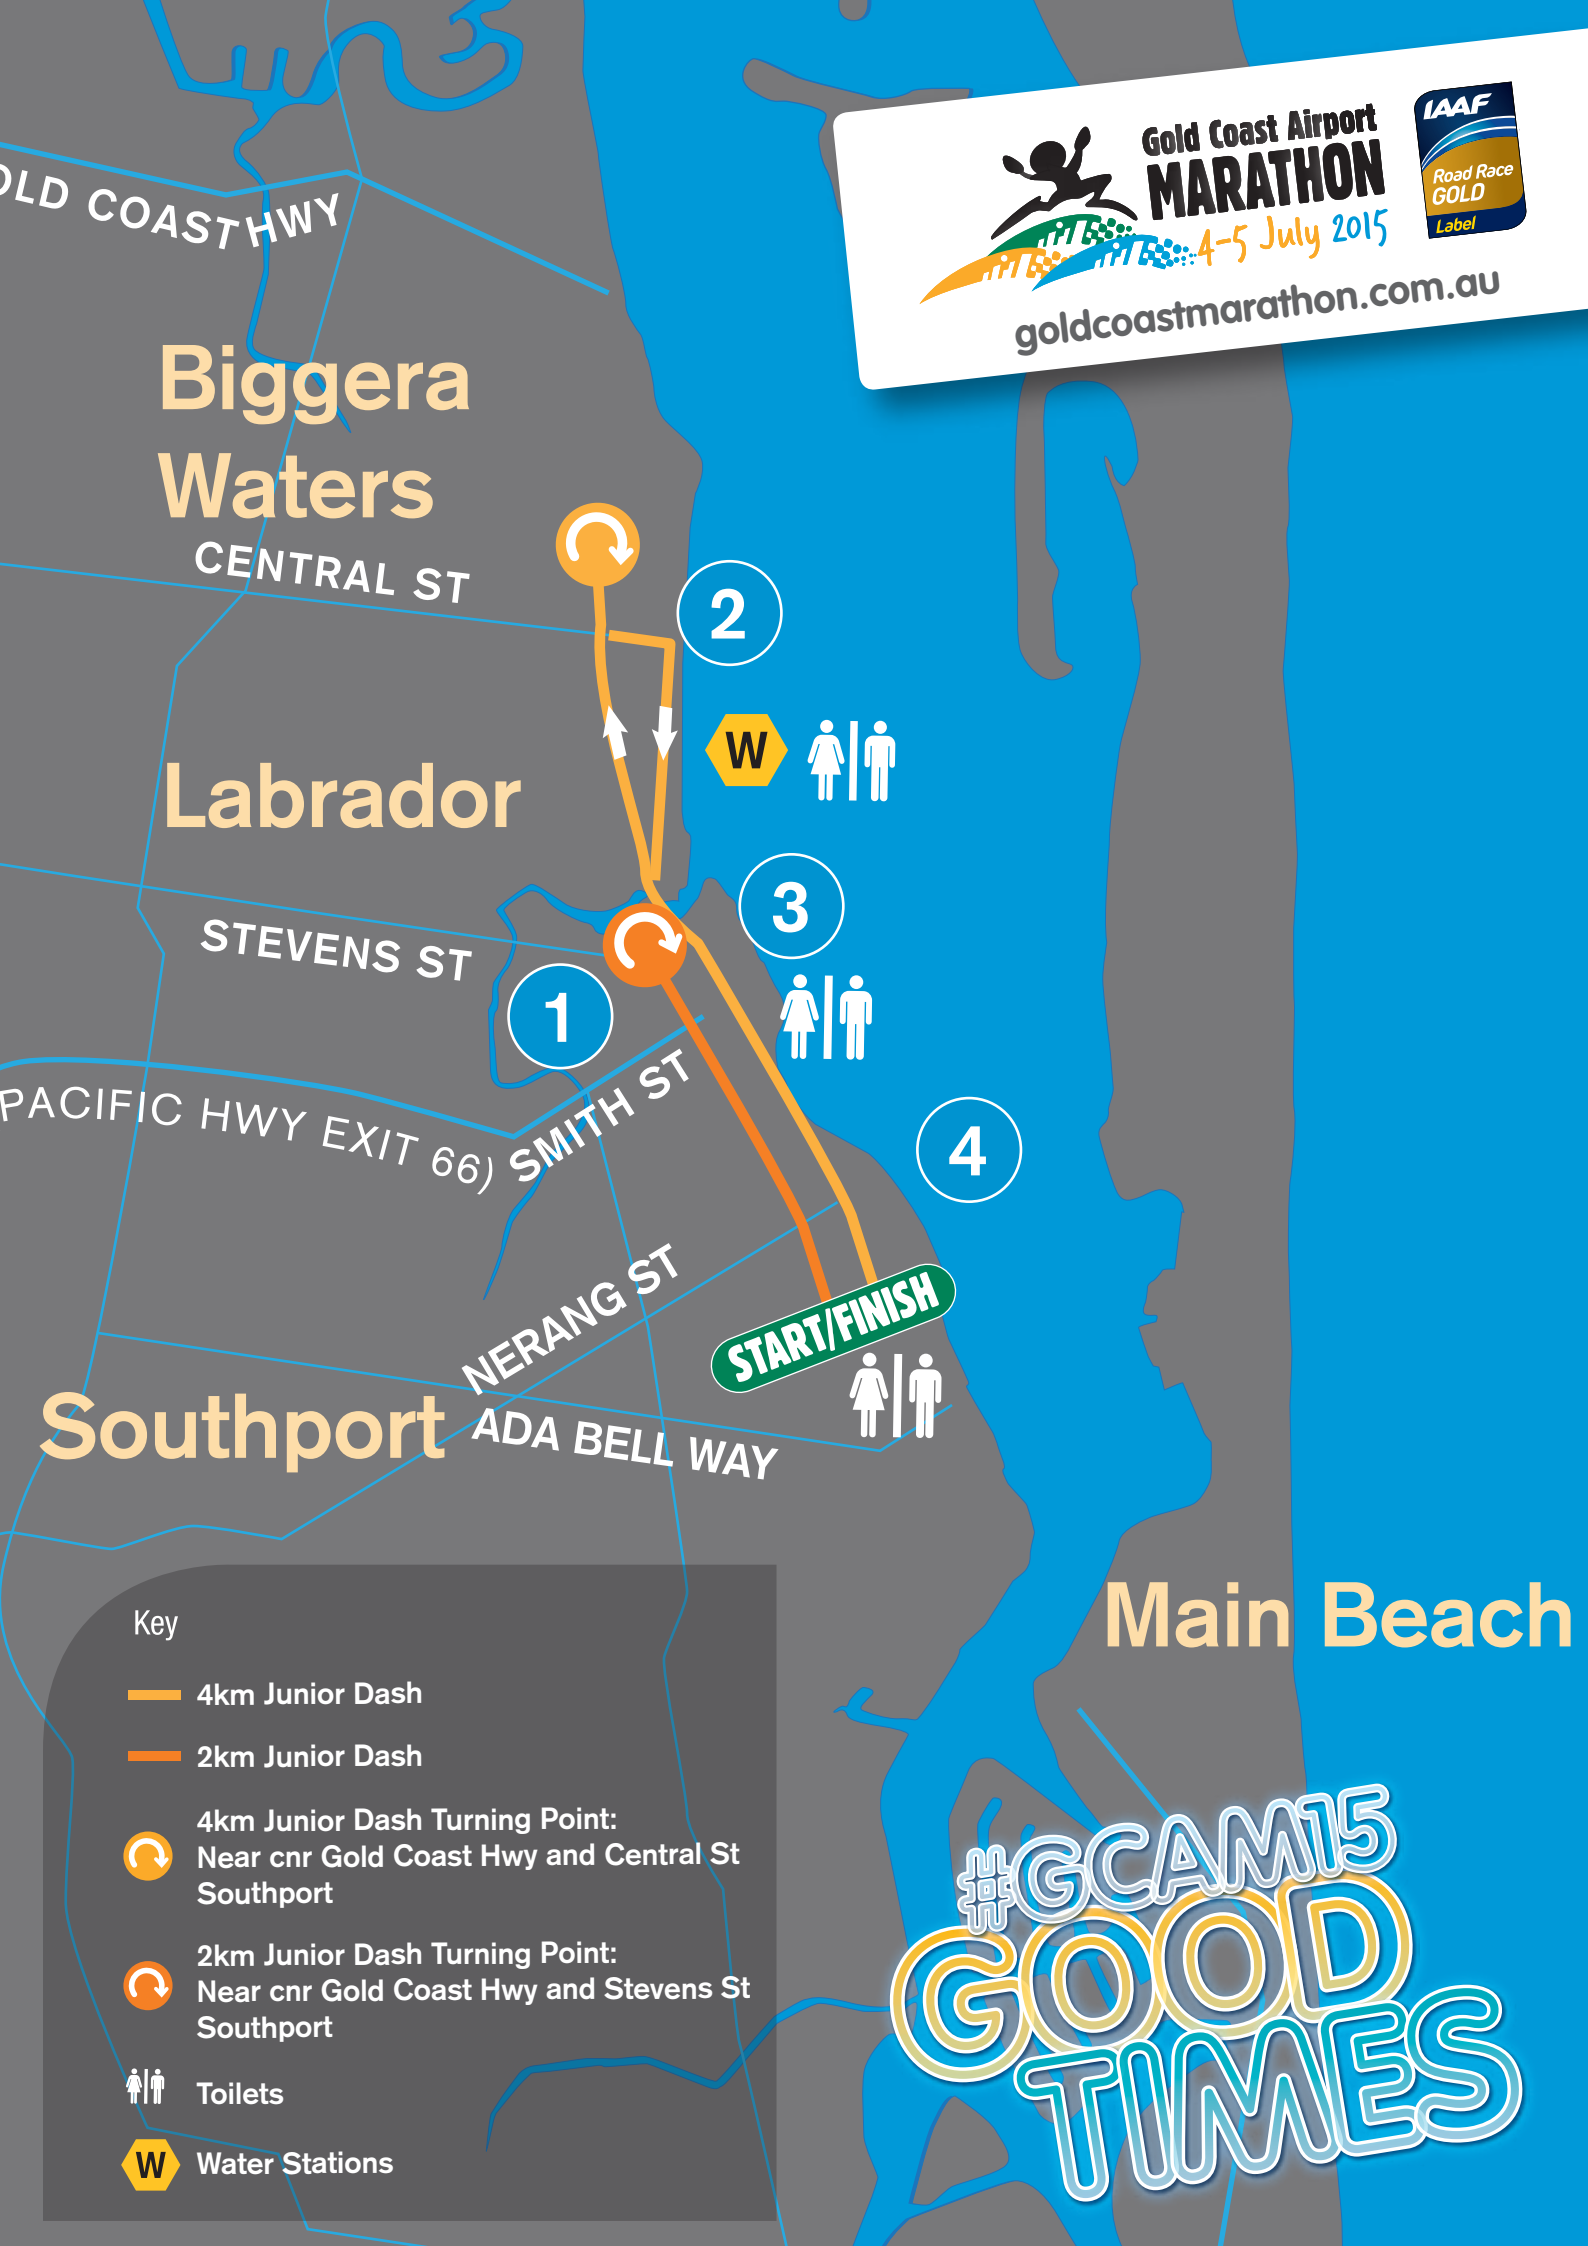 Gold Coast Airport
MARATHON
4-5 July 2015
goldcoastmarathon.com.au
IAAF
Road Race
GOLD
Label
OLD COAST HWY
Biggera
Waters
CENTRAL ST
2
W
Labrador
3
STEVENS ST
1
PACIFIC HWY EXIT 66) SMITH ST
4
NERANG ST
START/FINISH
Southport
ADA BELL WAY
Main Beach
Key
4km Junior Dash
2km Junior Dash
4km Junior Dash Turning Point:
Near cnr Gold Coast Hwy and Central St
Southport
2km Junior Dash Turning Point:
Near cnr Gold Coast Hwy and Stevens St
Southport
Toilets
W Water Stations
#GCAM15
GOOD
TIMES